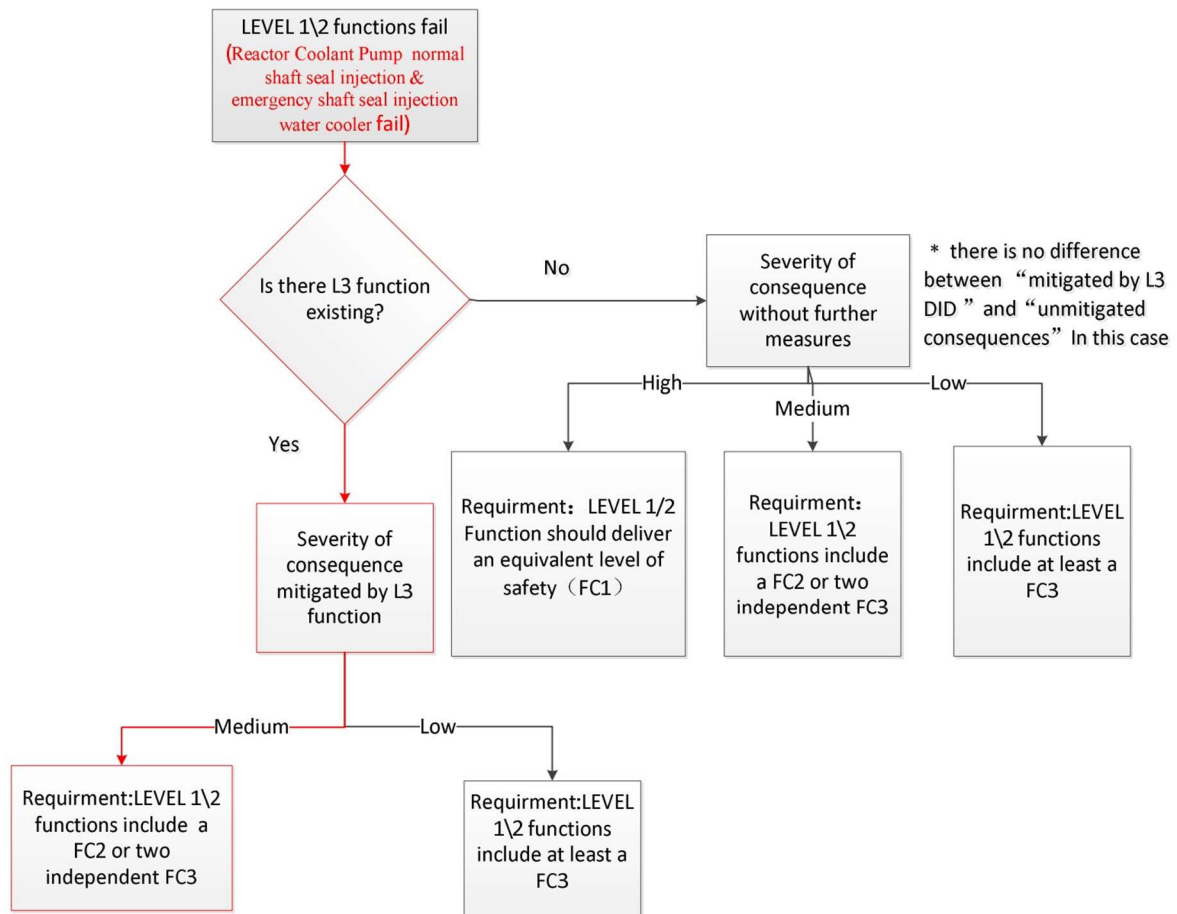 LEVEL 1\2 functions fail
(Reactor Coolant Pump normal
shaft seal injection &
emergency shaft seal injection
water cooler fail)
Is there L3 function
existing?
No
Severity of
consequence
without further
measures
* there is no difference
between “mitigated by L3
DID ” and “unmitigated
consequences” In this case
High
Medium
Low
Yes
Requirment：LEVEL 1/2
Function should deliver
an equivalent level of
safety（FC1）
Requirment：
LEVEL 1\2
functions include
a FC2 or two
independent FC3
Requirment:LEVEL
1\2 functions
include at least a
FC3
Severity of
consequence
mitigated by L3
function
Medium
Low
Requirment:LEVEL 1\2
functions include a
FC2 or two
independent FC3
Requirment:LEVEL
1\2 functions
include at least a
FC3